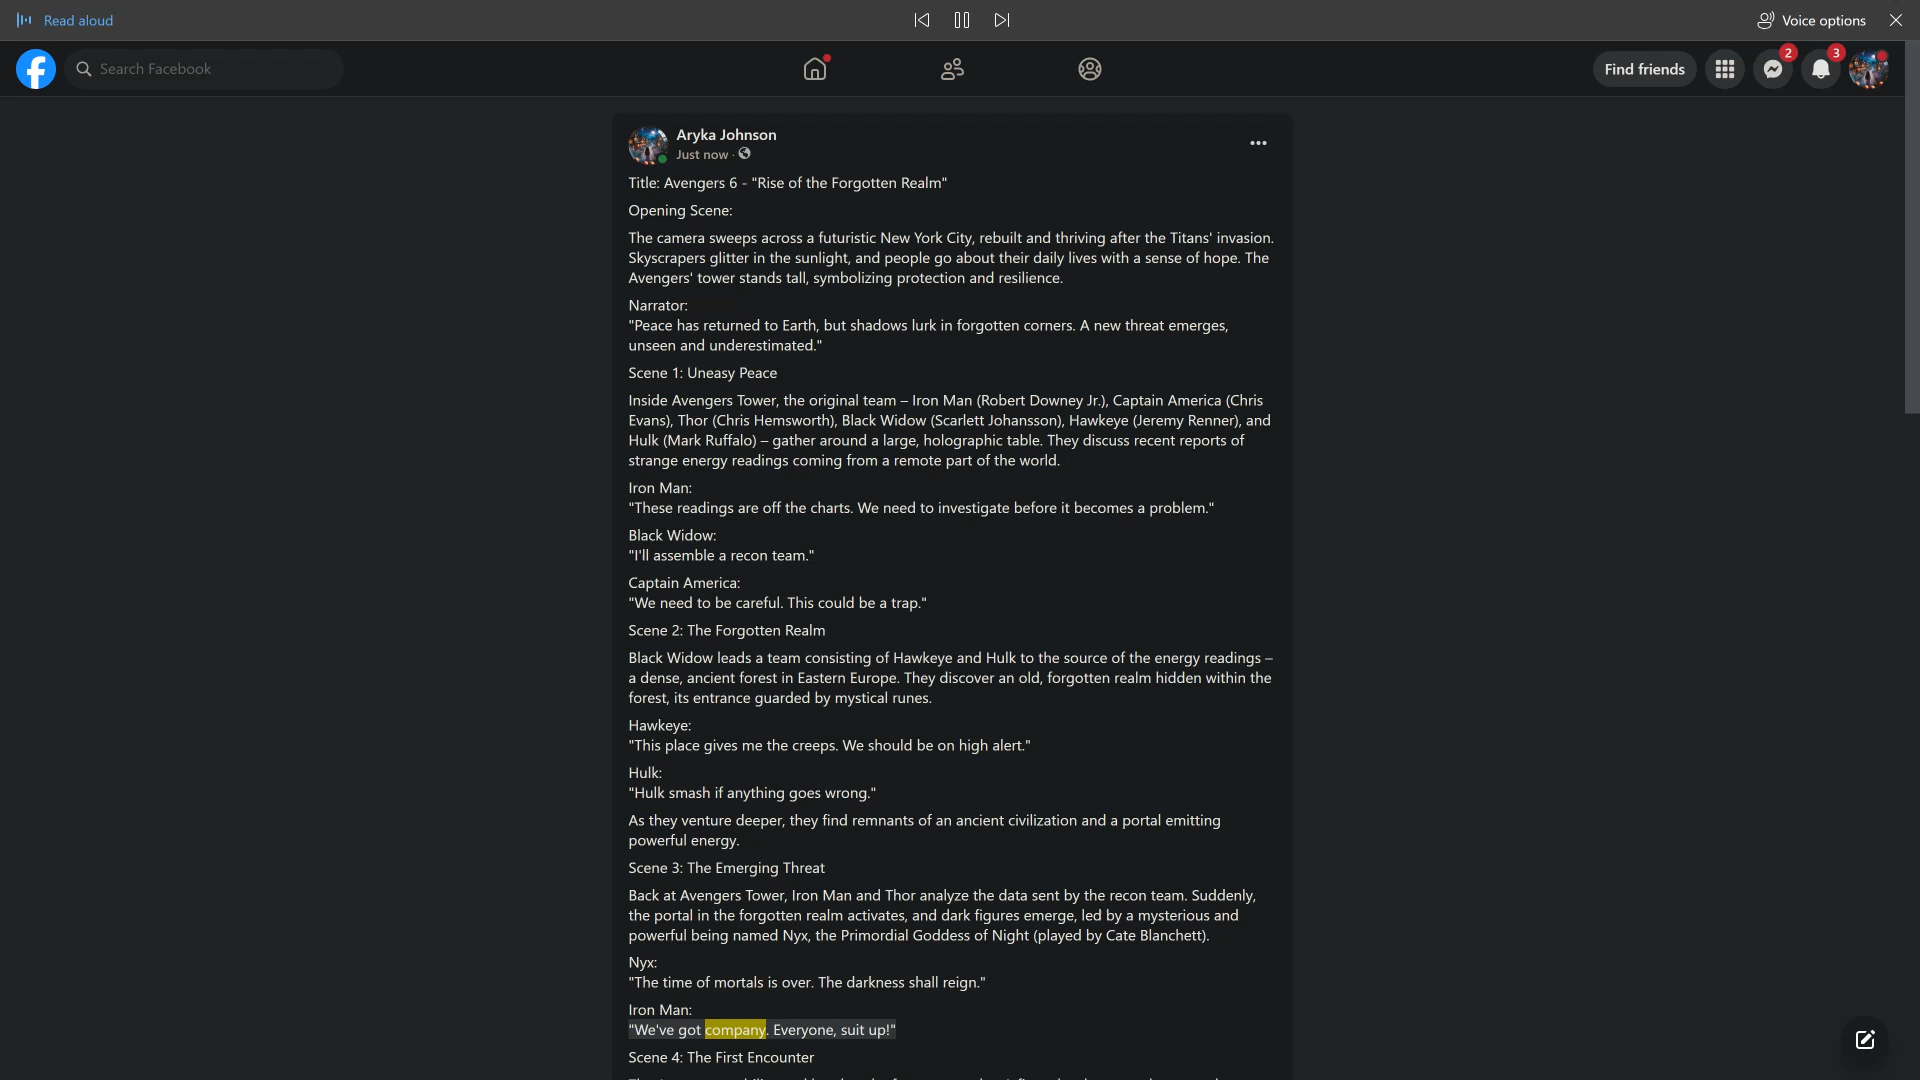 Read aloud
Voice options
Search Facebook
Find friends
2
3
Aryka Johnson
Just now ·
Title: Avengers 6 - "Rise of the Forgotten Realm"
Opening Scene:
The camera sweeps across a futuristic New York City, rebuilt and thriving after the Titans' invasion.
Skyscrapers glitter in the sunlight, and people go about their daily lives with a sense of hope. The
Avengers' tower stands tall, symbolizing protection and resilience.
Narrator:
"Peace has returned to Earth, but shadows lurk in forgotten corners. A new threat emerges,
unseen and underestimated."
Scene 1: Uneasy Peace
Inside Avengers Tower, the original team – Iron Man (Robert Downey Jr.), Captain America (Chris
Evans), Thor (Chris Hemsworth), Black Widow (Scarlett Johansson), Hawkeye (Jeremy Renner), and
Hulk (Mark Ruffalo) – gather around a large, holographic table. They discuss recent reports of
strange energy readings coming from a remote part of the world.
Iron Man:
"These readings are off the charts. We need to investigate before it becomes a problem."
Black Widow:
"I'll assemble a recon team."
Captain America:
"We need to be careful. This could be a trap."
Scene 2: The Forgotten Realm
Black Widow leads a team consisting of Hawkeye and Hulk to the source of the energy readings –
a dense, ancient forest in Eastern Europe. They discover an old, forgotten realm hidden within the
forest, its entrance guarded by mystical runes.
Hawkeye:
"This place gives me the creeps. We should be on high alert."
Hulk:
"Hulk smash if anything goes wrong."
As they venture deeper, they find remnants of an ancient civilization and a portal emitting
powerful energy.
Scene 3: The Emerging Threat
Back at Avengers Tower, Iron Man and Thor analyze the data sent by the recon team. Suddenly,
the portal in the forgotten realm activates, and dark figures emerge, led by a mysterious and
powerful being named Nyx, the Primordial Goddess of Night (played by Cate Blanchett).
Nyx:
"The time of mortals is over. The darkness shall reign."
Iron Man:
"We've got company. Everyone, suit up!"
Scene 4: The First Encounter